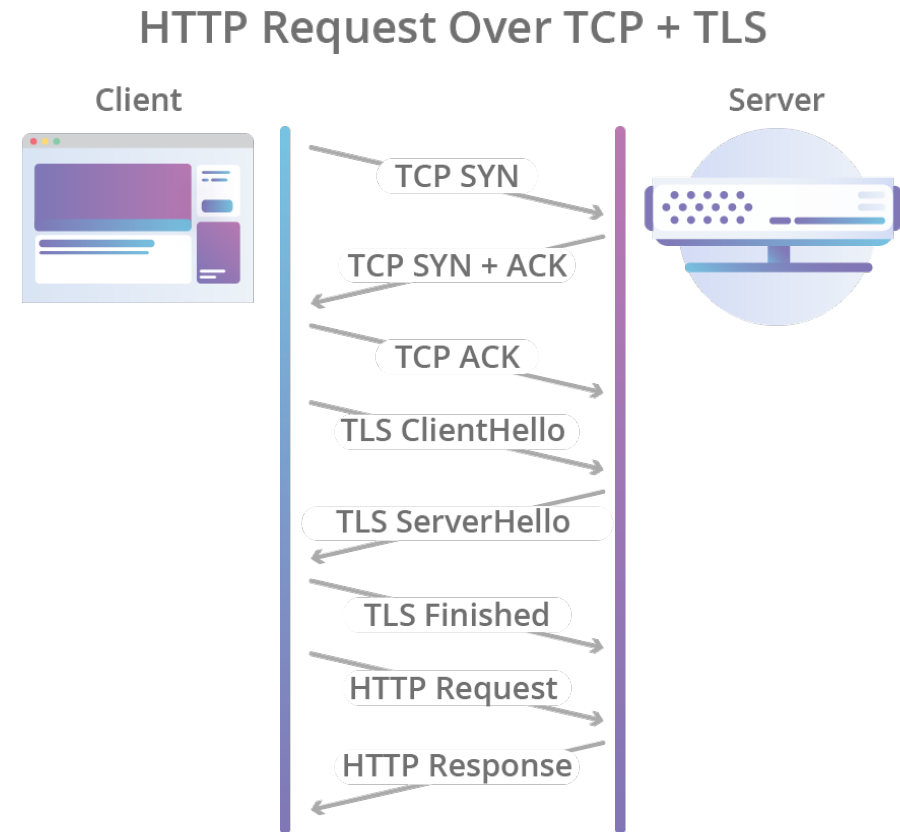 HTTP Request Over TCP + TLS
Client
Server
TCP SYN
TCP SYN + ACK
TCP ACK
TLS ClientHello
TLS ServerHello
TLS Finished
HTTP Request
HTTP Response